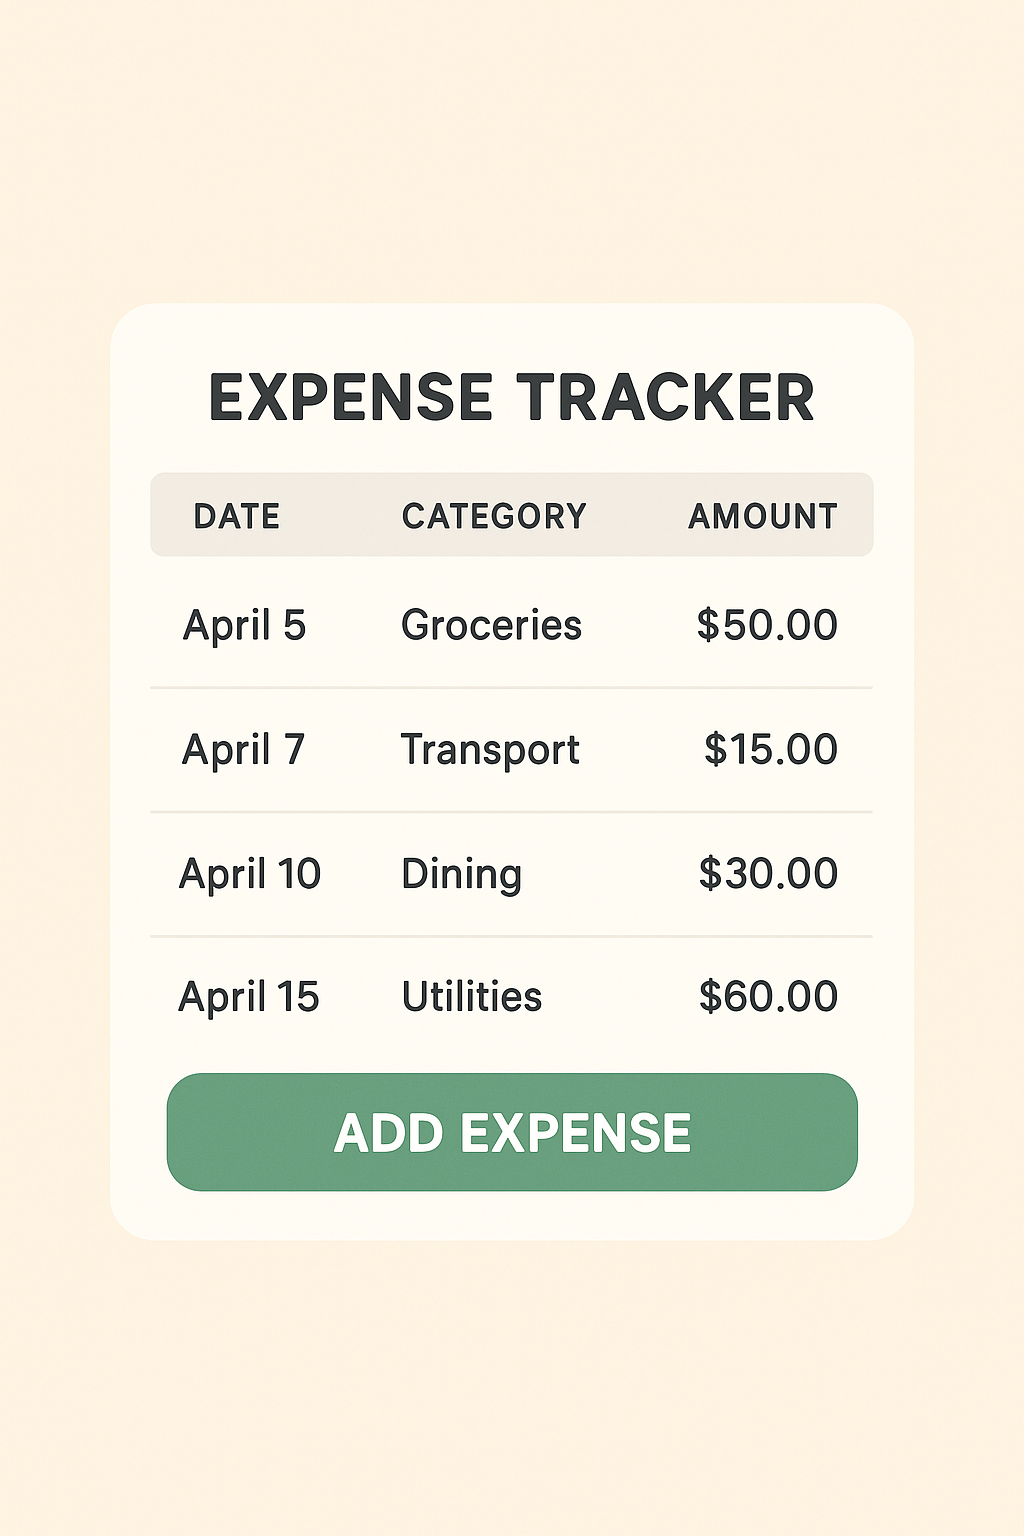 EXPENSE TRACKER
DATE CATEGORY AMOUNT
April 5 Groceries $50.00
April 7 Transport $15.00
April 10 Dining $30.00
April 15 Utilities $60.00
ADD EXPENSE